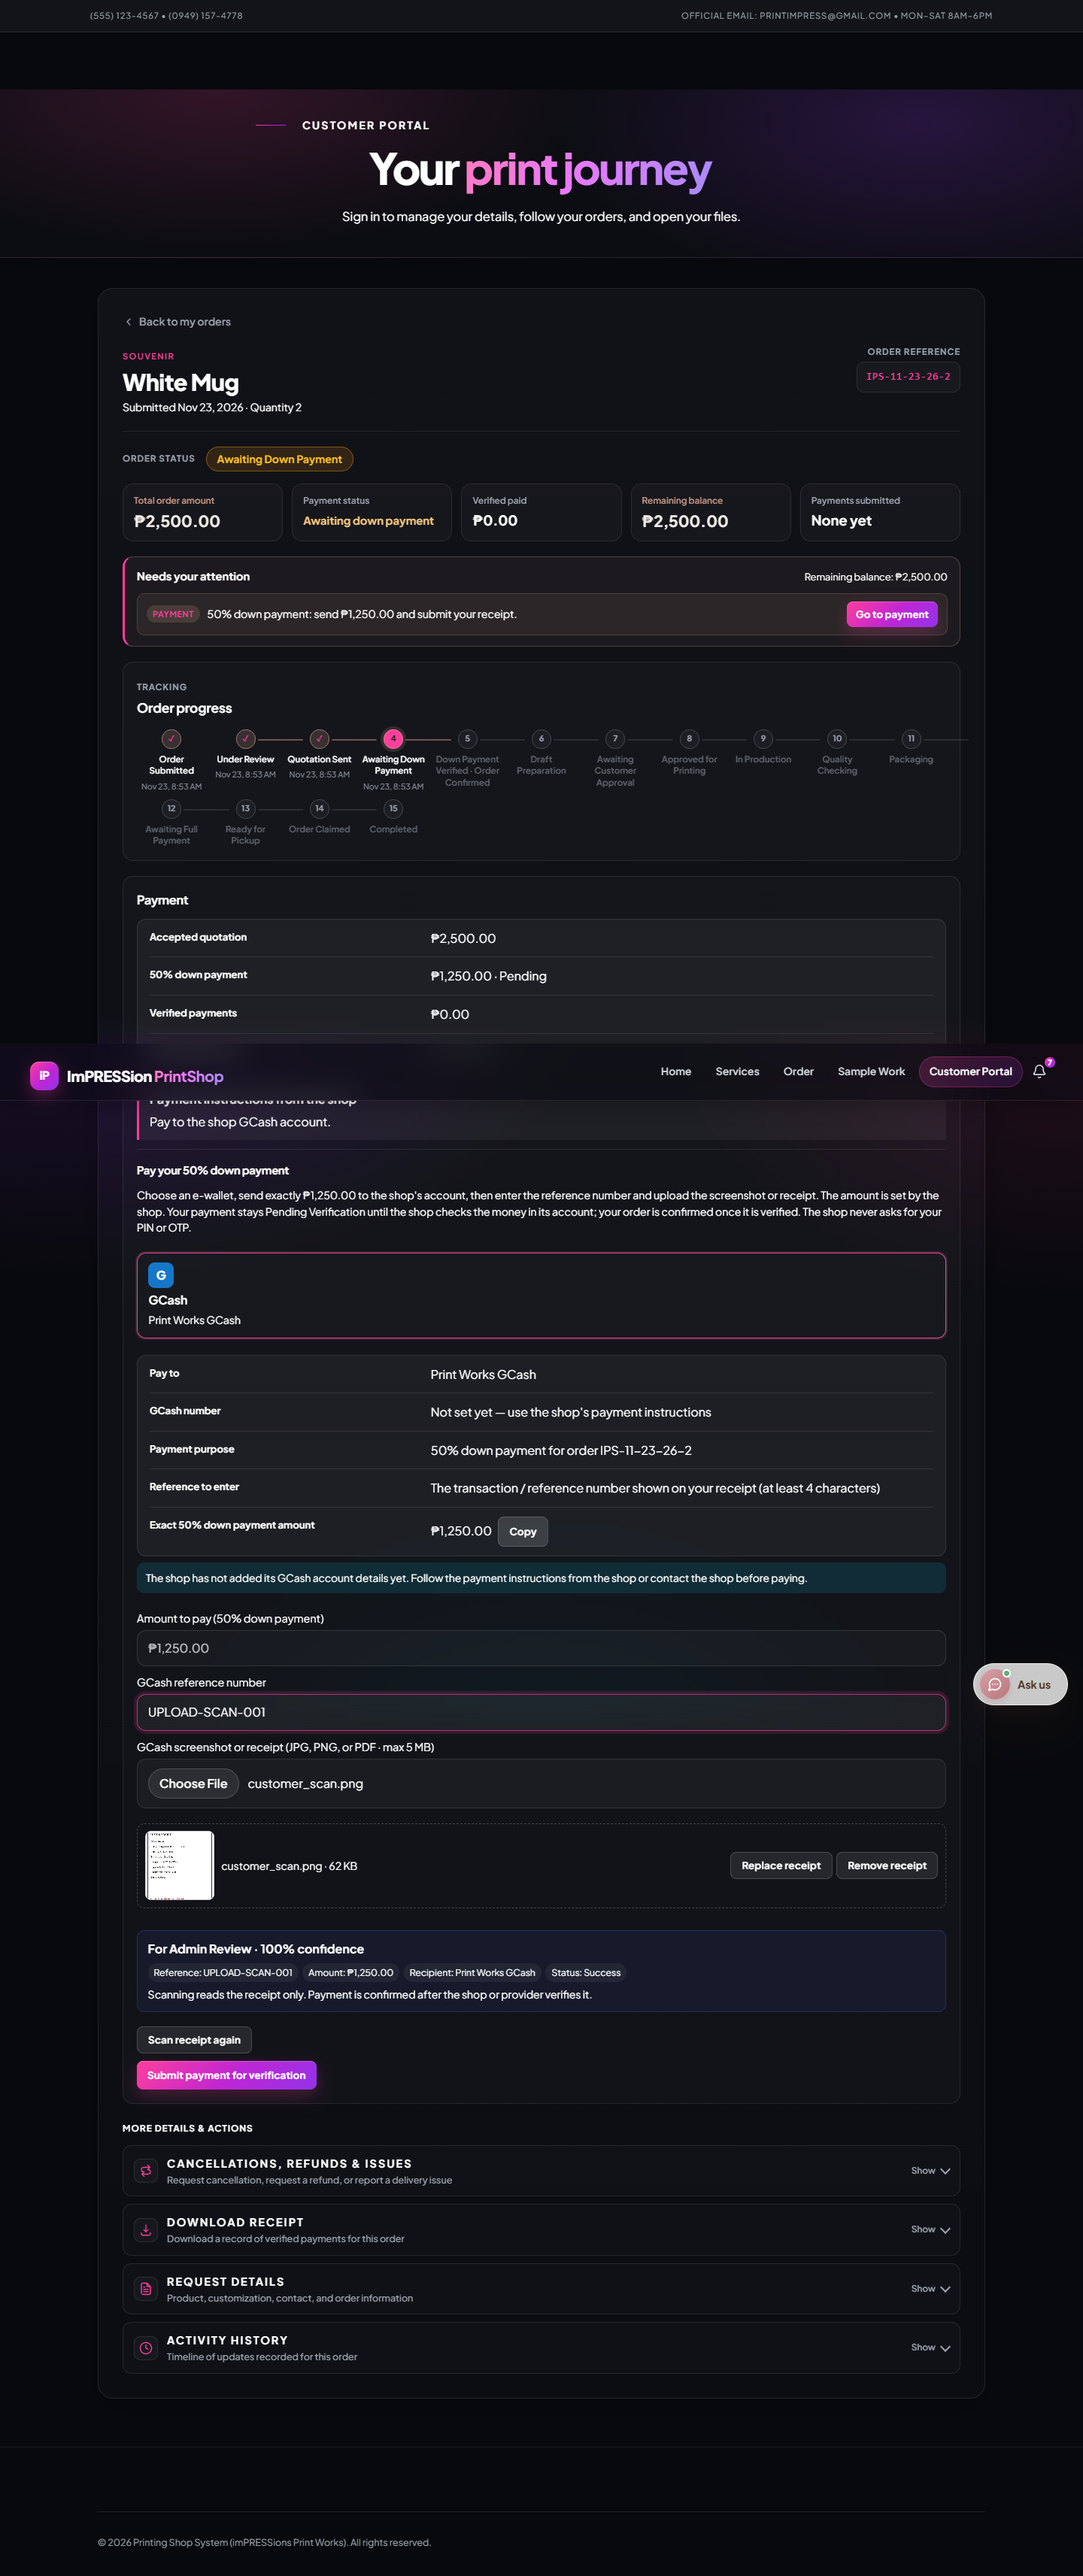 (555) 123-4567 • (0949) 157-4778
OFFICIAL EMAIL: PRINTIMPRESS@GMAIL.COM • MON–SAT 8AM–6PM
CUSTOMER PORTAL
Your print journey
Sign in to manage your details, follow your orders, and open your files.
Back to my orders
SOUVENIR
White Mug
Submitted Nov 23, 2026 · Quantity 2
ORDER REFERENCE
IPS-11-23-26-2
ORDER STATUS
Awaiting Down Payment
Total order amount
₱2,500.00
Payment status
Awaiting down payment
Verified paid
₱0.00
Remaining balance
₱2,500.00
Payments submitted
None yet
Needs your attention
Remaining balance: ₱2,500.00
PAYMENT
50% down payment: send ₱1,250.00 and submit your receipt.
Go to payment
TRACKING
Order progress
✓
Order
Submitted
Nov 23, 8:53 AM
✓
Under Review
Nov 23, 8:53 AM
✓
Quotation Sent
Nov 23, 8:53 AM
4
Awaiting Down
Payment
Nov 23, 8:53 AM
5
Down Payment
Verified - Order
Confirmed
6
Draft
Preparation
7
Awaiting
Customer
Approval
8
Approved for
Printing
9
In Production
10
Quality
Checking
11
Packaging
12
Awaiting Full
Payment
13
Ready for
Pickup
14
Order Claimed
15
Completed
Payment
Accepted quotation
₱2,500.00
50% down payment
₱1,250.00 · Pending
Verified payments
₱0.00
iP
ImPRESSion PrintShop
Home
Services
Order
Sample Work
Customer Portal
7
Payment instructions from the shop
Pay to the shop GCash account.
Pay your 50% down payment
Choose an e-wallet, send exactly ₱1,250.00 to the shop's account, then enter the reference number and upload the screenshot or receipt. The amount is set by the
shop. Your payment stays Pending Verification until the shop checks the money in its account; your order is confirmed once it is verified. The shop never asks for your
PIN or OTP.
G
GCash
Print Works GCash
Pay to
Print Works GCash
GCash number
Not set yet — use the shop's payment instructions
Payment purpose
50% down payment for order IPS-11-23-26-2
Reference to enter
The transaction / reference number shown on your receipt (at least 4 characters)
Exact 50% down payment amount
₱1,250.00
Copy
The shop has not added its GCash account details yet. Follow the payment instructions from the shop or contact the shop before paying.
Amount to pay (50% down payment)
₱1,250.00
GCash reference number
UPLOAD-SCAN-001
Ask us
GCash screenshot or receipt (JPG, PNG, or PDF · max 5 MB)
Choose File
customer_scan.png
customer_scan.png · 62 KB
Replace receipt
Remove receipt
For Admin Review · 100% confidence
Reference: UPLOAD-SCAN-001
Amount: ₱1,250.00
Recipient: Print Works GCash
Status: Success
Scanning reads the receipt only. Payment is confirmed after the shop or provider verifies it.
Scan receipt again
Submit payment for verification
MORE DETAILS & ACTIONS
CANCELLATIONS, REFUNDS & ISSUES
Request cancellation, request a refund, or report a delivery issue
Show
DOWNLOAD RECEIPT
Download a record of verified payments for this order
Show
REQUEST DETAILS
Product, customization, contact, and order information
Show
ACTIVITY HISTORY
Timeline of updates recorded for this order
Show
© 2026 Printing Shop System (imPRESSions Print Works). All rights reserved.